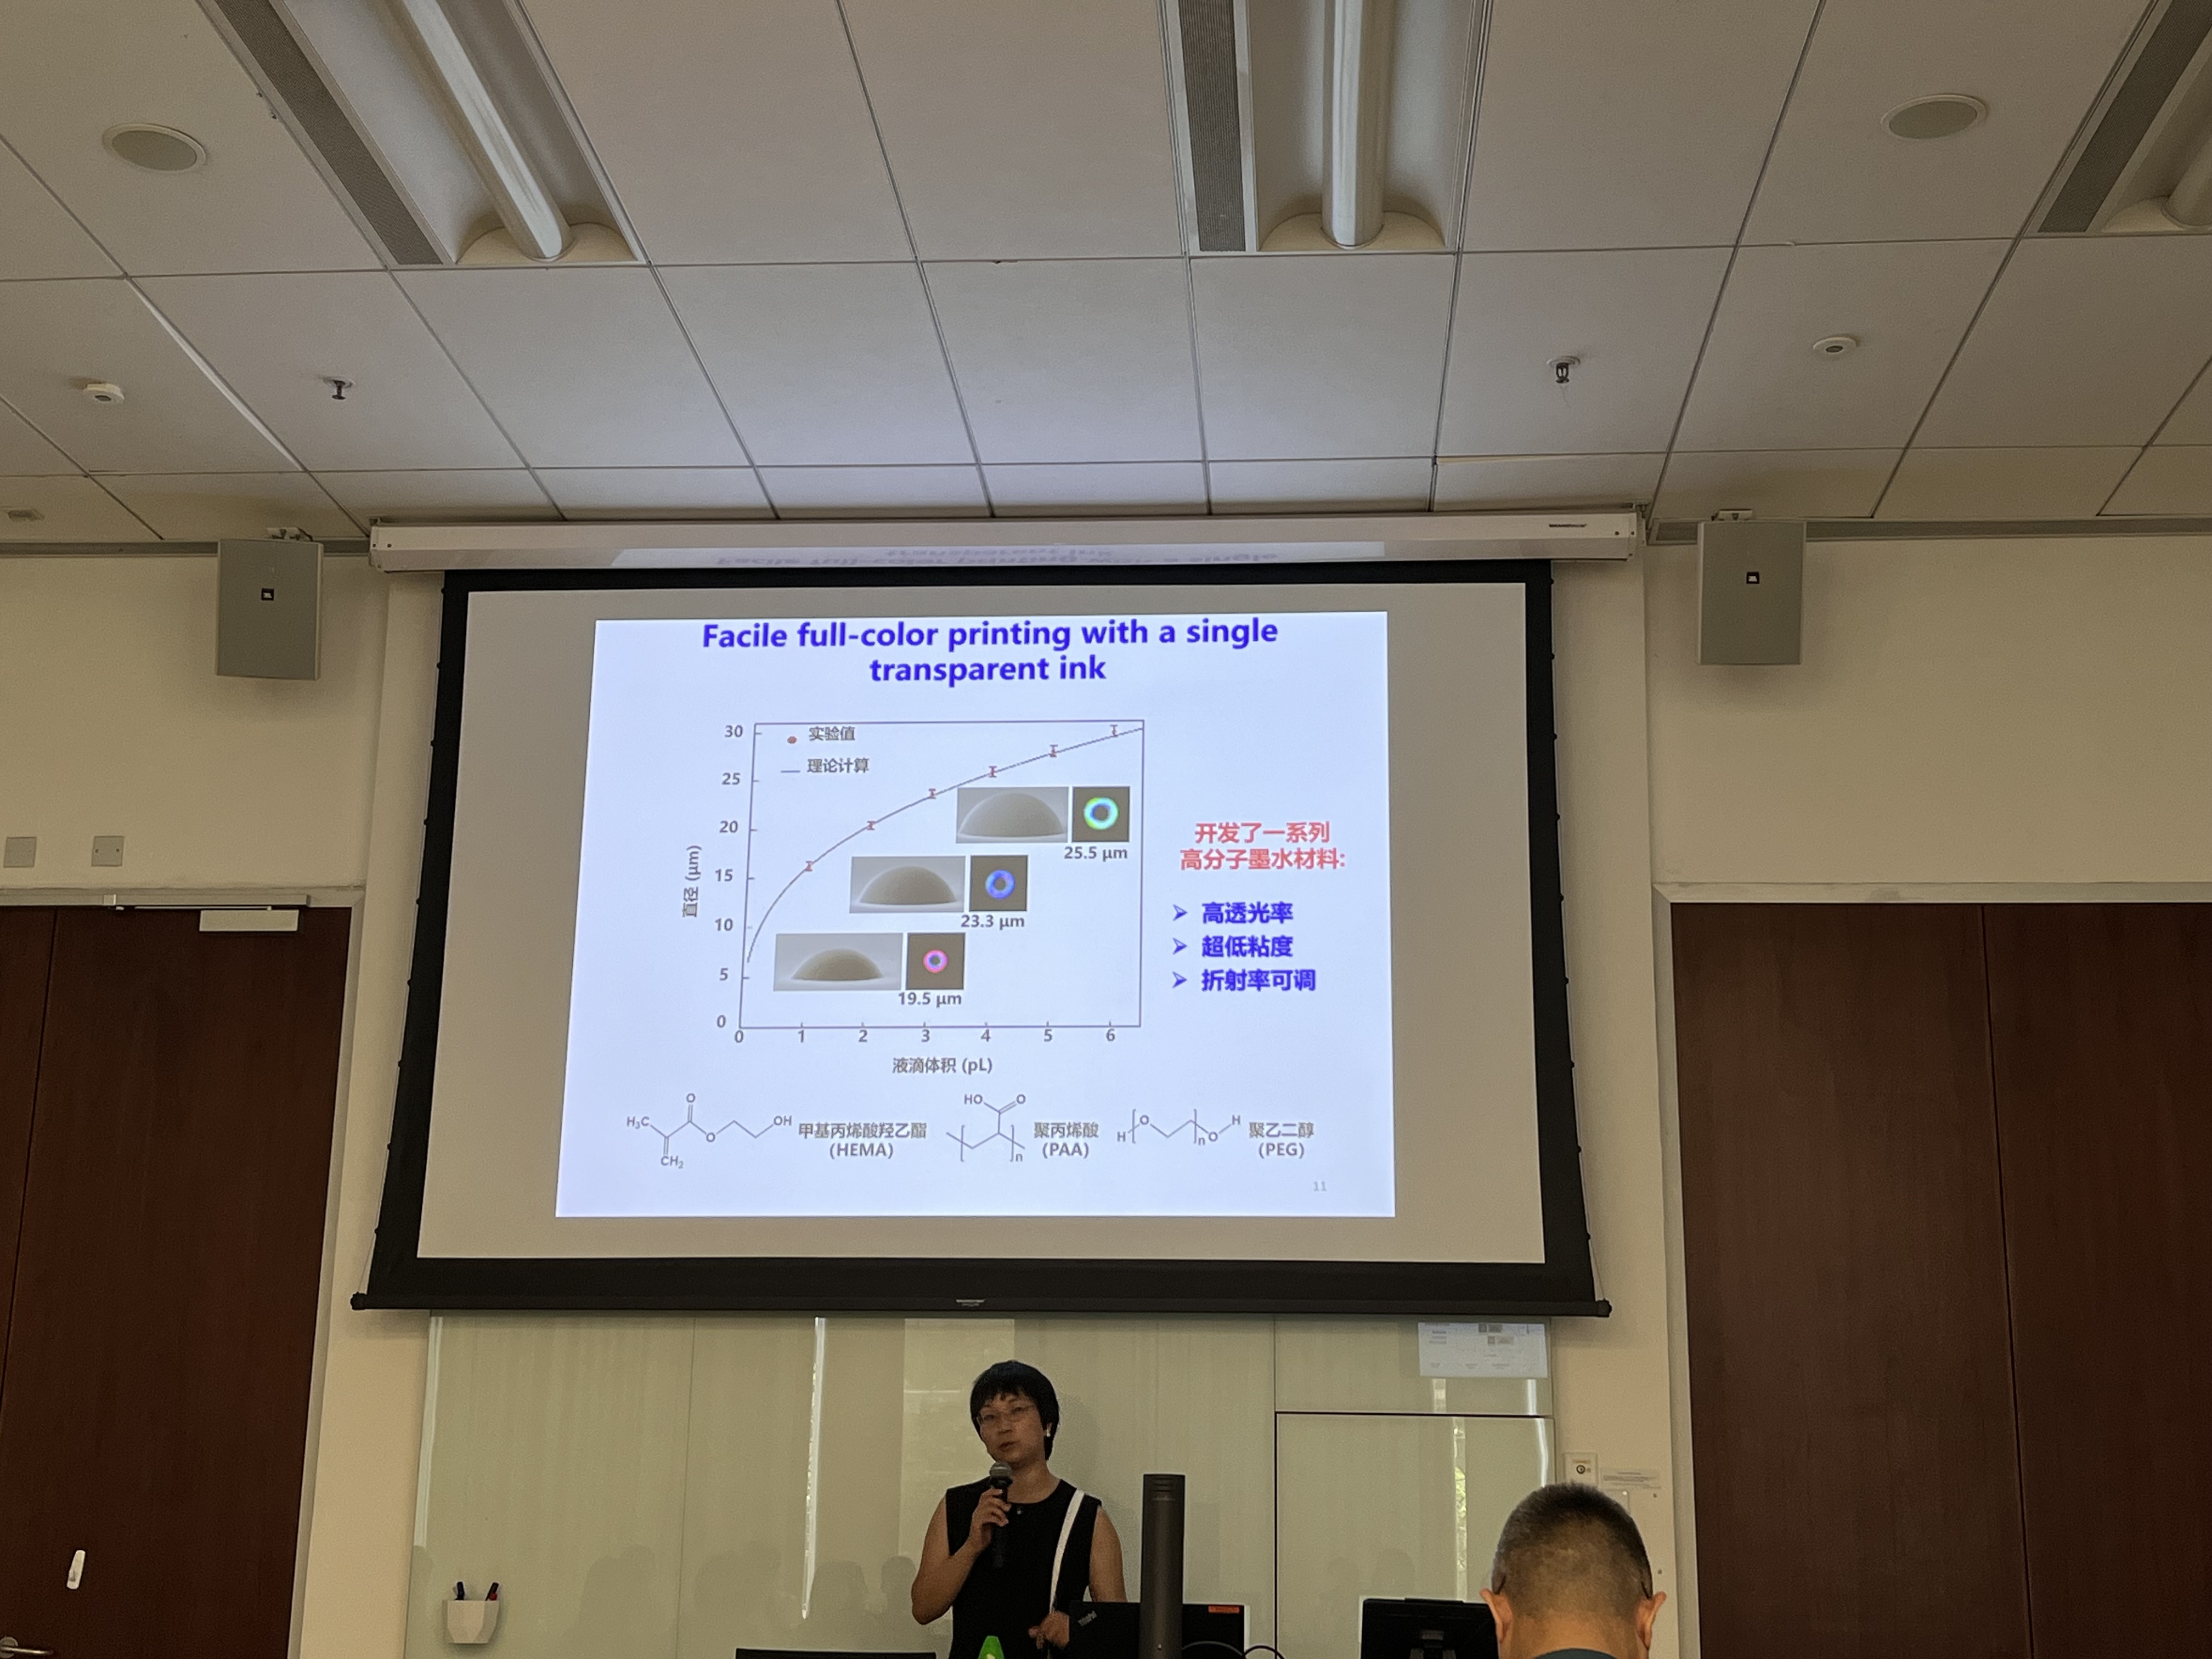 Facile full-color printing with a single
transparent ink
30
25
20
15
10
5
0
直径 (μm)
实验值
理论计算
25.5 μm
23.3 μm
19.5 μm
0 1 2 3 4 5 6
液滴体积 (pL)
开发了一系列
高分子墨水材料:
➢ 高透光率
➢ 超低粘度
➢ 折射率可调
H₃C
O
O
OH
CH₂
甲基丙烯酸羟乙酯
(HEMA)
HO
O
n
聚丙烯酸
(PAA)
H
O
n
O
H
聚乙二醇
(PEG)
11
ThinkPad